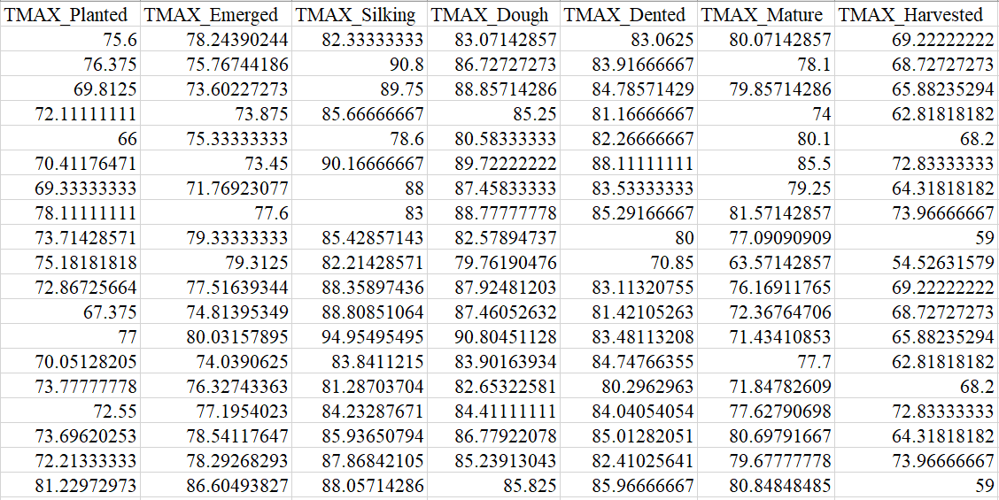 TMAX_Planted TMAX_Emerged TMAX_Silking TMAX_Dough TMAX_Dented TMAX_Mature TMAX_Harvested
75.6 78.24390244 82.33333333 83.07142857 83.0625 80.07142857 69.22222222
76.375 75.76744186 90.8 86.72727273 83.91666667 78.1 68.72727273
69.8125 73.60227273 89.75 88.85714286 84.78571429 79.85714286 65.88235294
72.11111111 73.875 85.66666667 85.25 81.16666667 74 62.81818182
66 75.33333333 78.6 80.58333333 82.26666667 80.1 68.2
70.41176471 73.45 90.16666667 89.72222222 88.11111111 85.5 72.83333333
69.33333333 71.76923077 88 87.45833333 83.53333333 79.25 64.31818182
78.11111111 77.6 83 88.77777778 85.29166667 81.57142857 73.96666667
73.71428571 79.33333333 85.42857143 82.57894737 80 77.09090909 59
75.18181818 79.3125 82.21428571 79.76190476 70.85 63.57142857 54.52631579
72.86725664 77.51639344 88.35897436 87.92481203 83.11320755 76.16911765 69.22222222
67.375 74.81395349 88.80851064 87.46052632 81.42105263 72.36764706 68.72727273
77 80.03157895 94.95495495 90.80451128 83.48113208 71.43410853 65.88235294
70.05128205 74.0390625 83.8411215 83.90163934 84.74766355 77.7 62.81818182
73.77777778 76.32743363 81.28703704 82.65322581 80.2962963 71.84782609 68.2
72.55 77.1954023 84.23287671 84.41111111 84.04054054 77.62790698 72.83333333
73.69620253 78.54117647 85.93650794 86.77922078 85.01282051 80.69791667 64.31818182
72.21333333 78.29268293 87.86842105 85.23913043 82.41025641 79.67777778 73.96666667
81.22972973 86.60493827 88.05714286 85.825 85.96666667 80.84848485 59